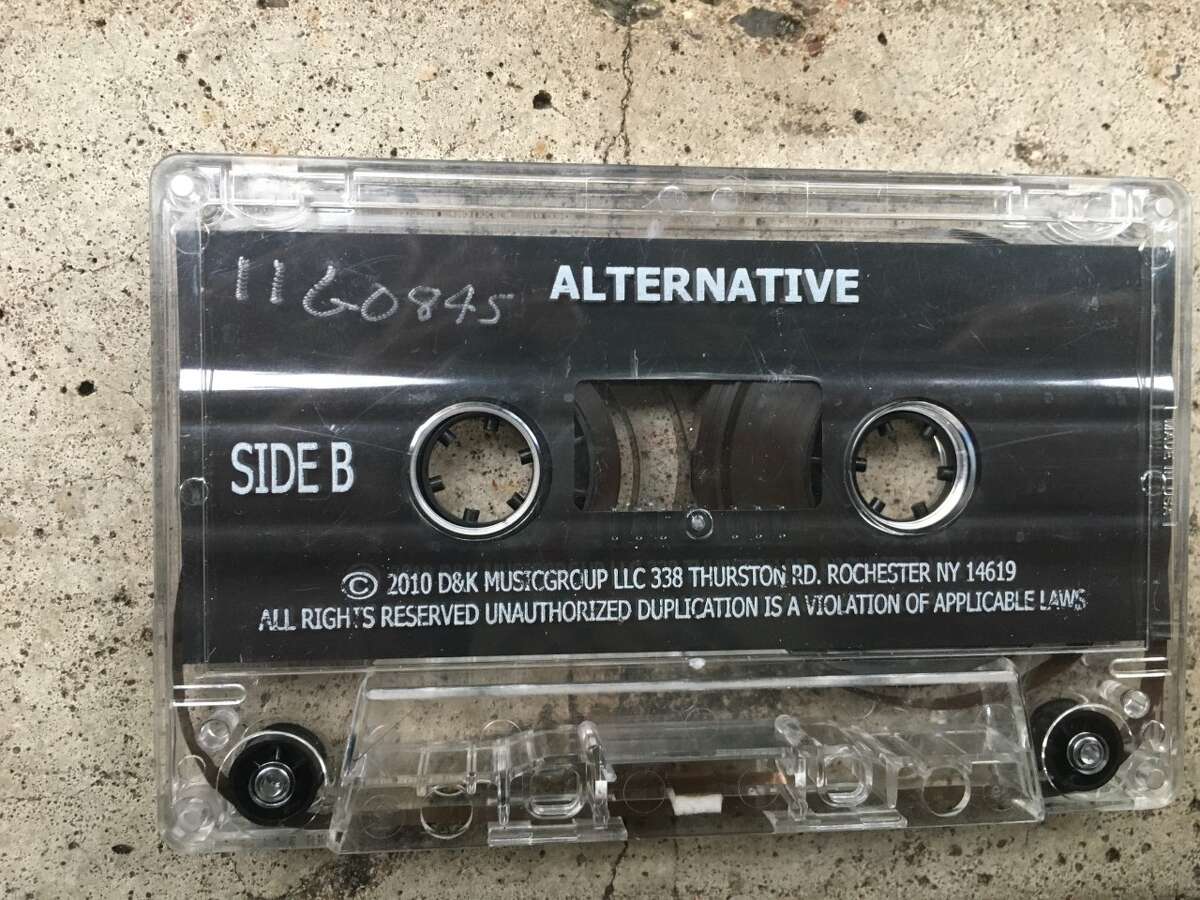 11G0845
ALTERNATIVE
SIDE B
© 2010 D&K MUSICGROUP LLC 338 THURSTON RD. ROCHESTER NY 14619
ALL RIGHTS RESERVED UNAUTHORIZED DUPLICATION IS A VIOLATION OF APPLICABLE LAWS